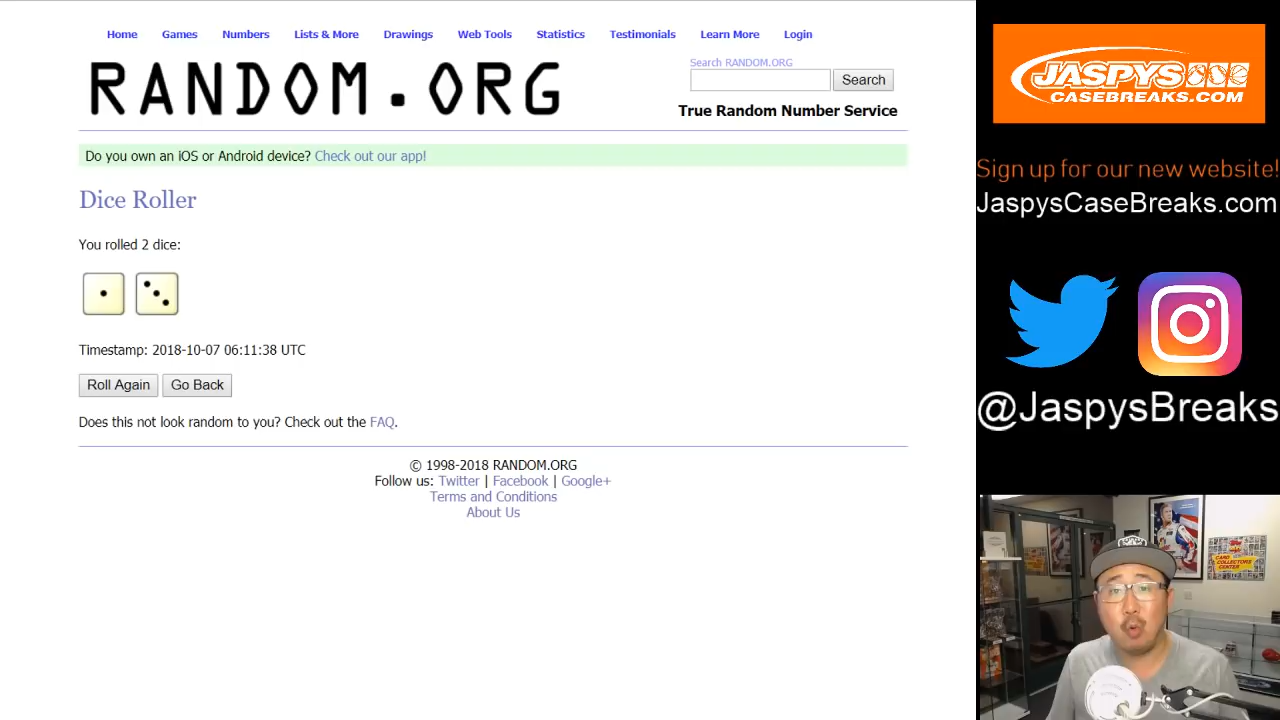 Home Games Numbers Lists & More Drawings Web Tools Statistics Testimonials Learn More Login
RANDOM.ORG
Search RANDOM.ORG
Search
True Random Number Service
Do you own an iOS or Android device? Check out our app!
Dice Roller
You rolled 2 dice:
Timestamp: 2018-10-07 06:11:38 UTC
Roll Again Go Back
Does this not look random to you? Check out the FAQ.
© 1998-2018 RANDOM.ORG
Follow us: Twitter | Facebook | Google+
Terms and Conditions
About Us
JASPYS
CASEBREAKS.COM
Sign up for our new website!
JaspysCaseBreaks.com
@JaspysBreaks
topps
CARD
COLLECTORS
CENTER